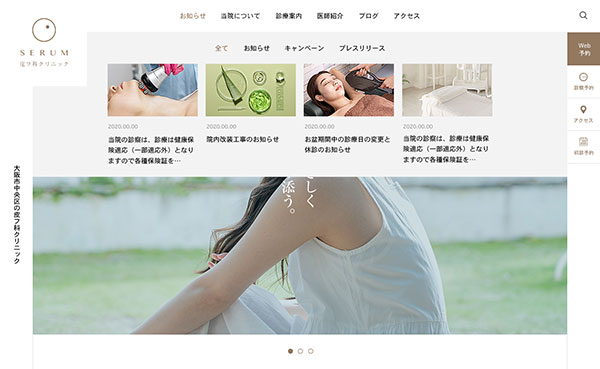 お知らせ 当院について 診療案内 医師紹介 ブログ アクセス
SERUM
皮フ科クリニック
全て お知らせ キャンペーン プレスリリース
Web
予約
診察予約
アクセス
初診予約
2020.00.00
当院の診察は、診療は健康保
険適応（一部適応外）となり
ますので各種保険証を…
2020.00.00
院内改装工事のお知らせ
2020.00.00
お盆期間中の診療日の変更と
休診のお知らせ
2020.00.00
当院の診察は、診療は健康保
険適応（一部適応外）となり
ますので各種保険証を…
しく
添う。
大阪市中央区の皮フ科クリニック